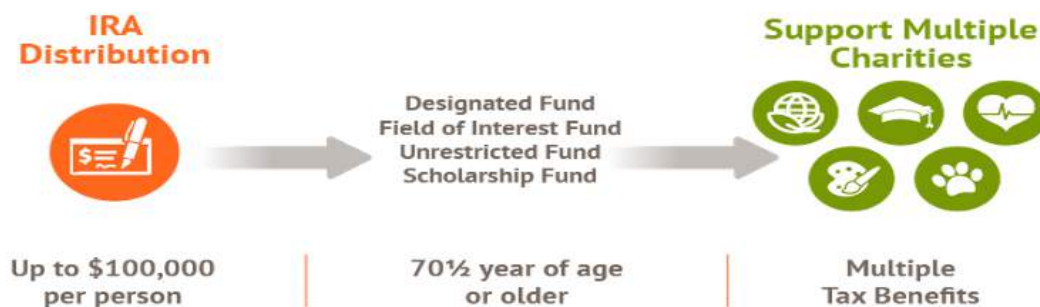 IRA
Distribution
$
Designated Fund
Field of Interest Fund
Unrestricted Fund
Scholarship Fund
Support Multiple
Charities
Up to $100,000
per person
70½ year of age
or older
Multiple
Tax Benefits